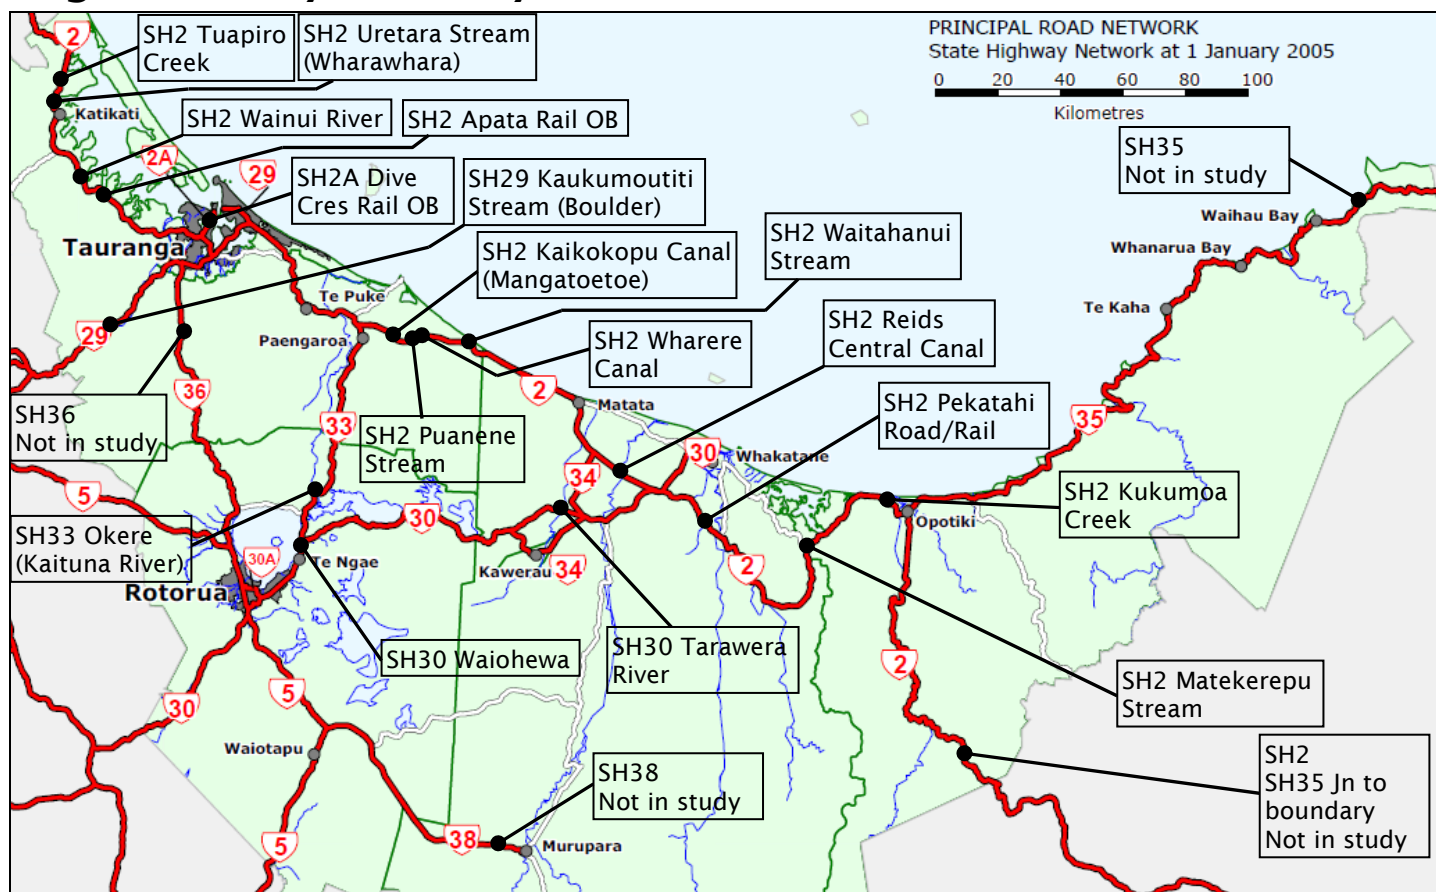 PRINCIPAL ROAD NETWORK
State Highway Network at 1 January 2005
0 20 40 60 80 100
Kilometres
2
SH2 Tuapiro
Creek
SH2 Uretara Stream
(Wharawhara)
Katikati
SH2 Wainui River
SH2 Apata Rail OB
2A
29
SH2A Dive
Cres Rail OB
SH29 Kaukumoutiti
Stream (Boulder)
SH35
Not in study
Waihau Bay
Whanarua Bay
Tauranga
SH2 Kaikokopu Canal
(Mangatoetoe)
SH2 Waitahanui
Stream
Te Puke
Te Kaha
29
Paengaroa
SH2 Wharere
Canal
SH2 Reids
Central Canal
36
2
SH36
Not in study
Matata
33
SH2 Puanene
Stream
SH2 Pekatahi
Road/Rail
35
30
Whakatane
34
5
SH2 Kukumoa
Creek
30
Opotiki
SH33 Okere
(Kaituna River)
30A
Te Ngae
Kawerau
34
2
Rotorua
SH30 Waiohewa
SH30 Tarawera
River
2
SH2 Matekerepu
Stream
5
30
Waiotapu
SH38
Not in study
SH2
SH35 Jn to
boundary
Not in study
5
38
Murupara